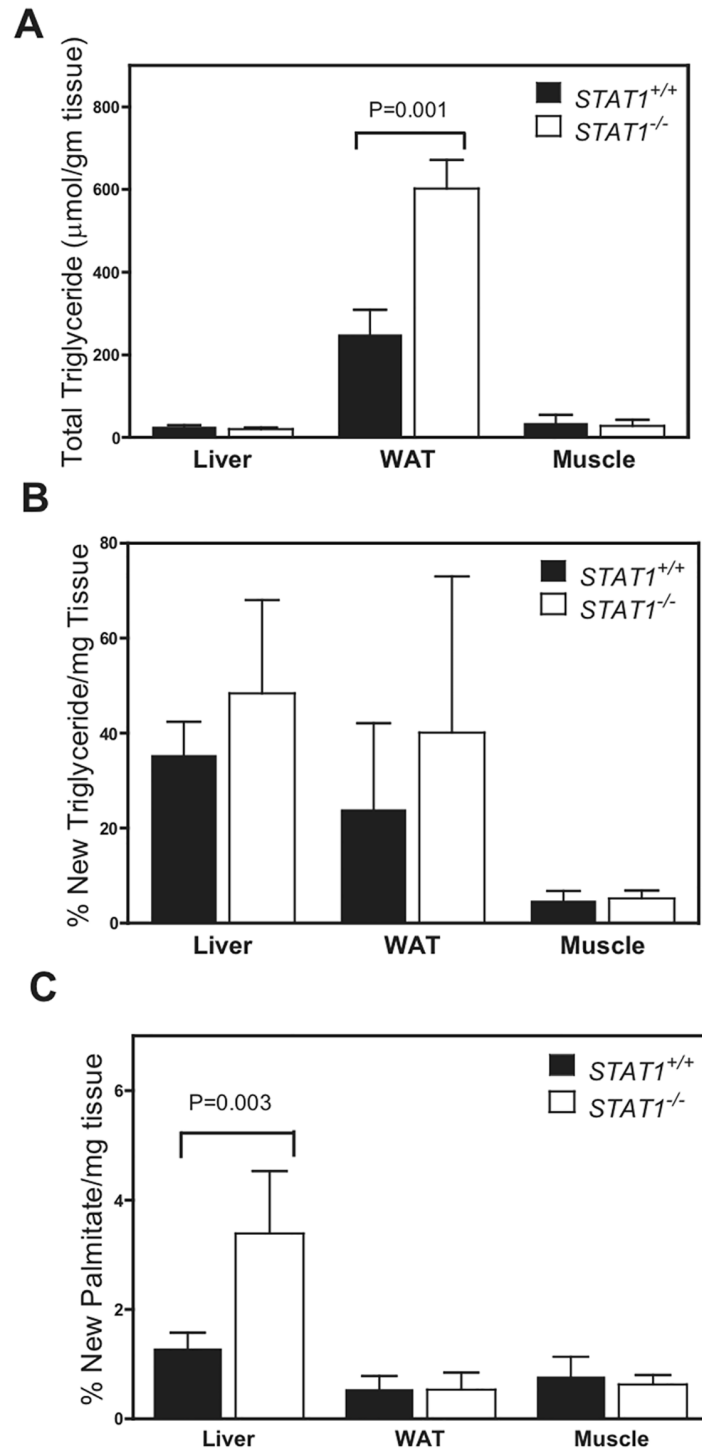 A
Total Triglyceride (μmol/gm tissue)
800
600
400
200
0
P=0.001
STAT1+/+
STAT1-/-
Liver WAT Muscle
B
% New Triglyceride/mg Tissue
80
60
40
20
0
STAT1+/+
STAT1-/-
Liver WAT Muscle
C
% New Palmitate/mg tissue
6
4
2
0
P=0.003
STAT1+/+
STAT1-/-
Liver WAT Muscle